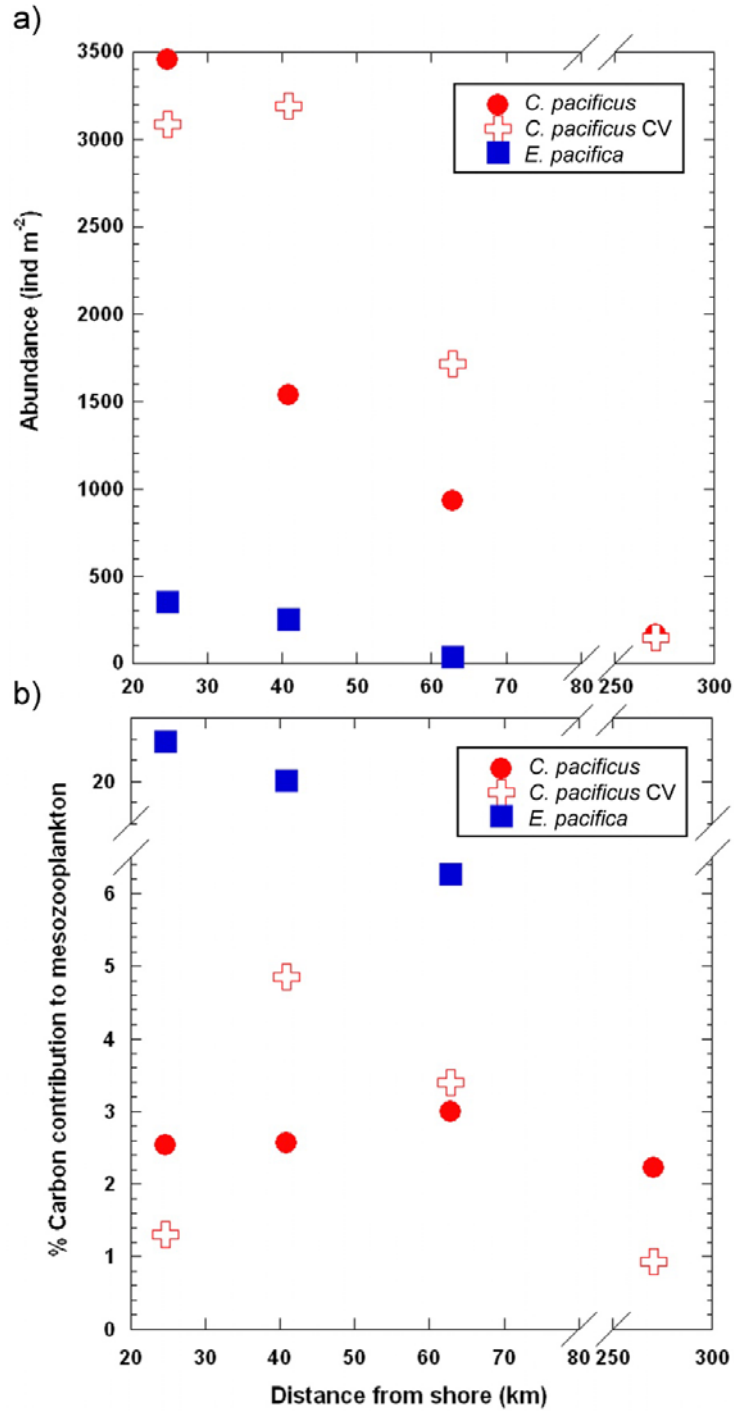 a)
3500
3000
2500
2000
1500
1000
500
0
Abundance (ind m⁻²)
C. pacificus
C. pacificus CV
E. pacifica
20 30 40 50 60 70 80 250 300
b)
20
6
5
4
3
2
1
0
% Carbon contribution to mesozooplankton
C. pacificus
C. pacificus CV
E. pacifica
20 30 40 50 60 70 80 250 300
Distance from shore (km)